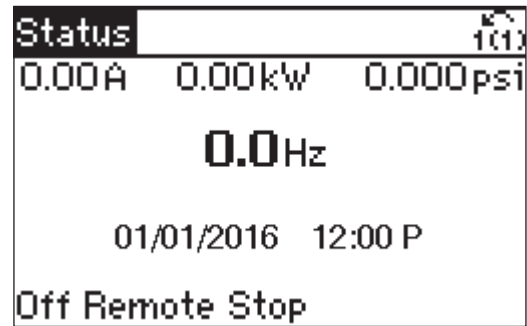 Status 1(1)
0.00A 0.00kW 0.000psi
0.0Hz
01/01/2016 12:00 P
Off Remote Stop